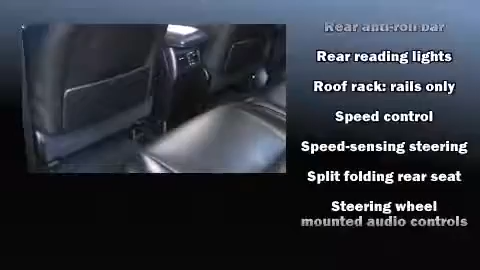 Rear anti-roll bar
Rear reading lights
Roof rack: rails only
Speed control
Speed-sensing steering
Split folding rear seat
Steering wheel
mounted audio controls